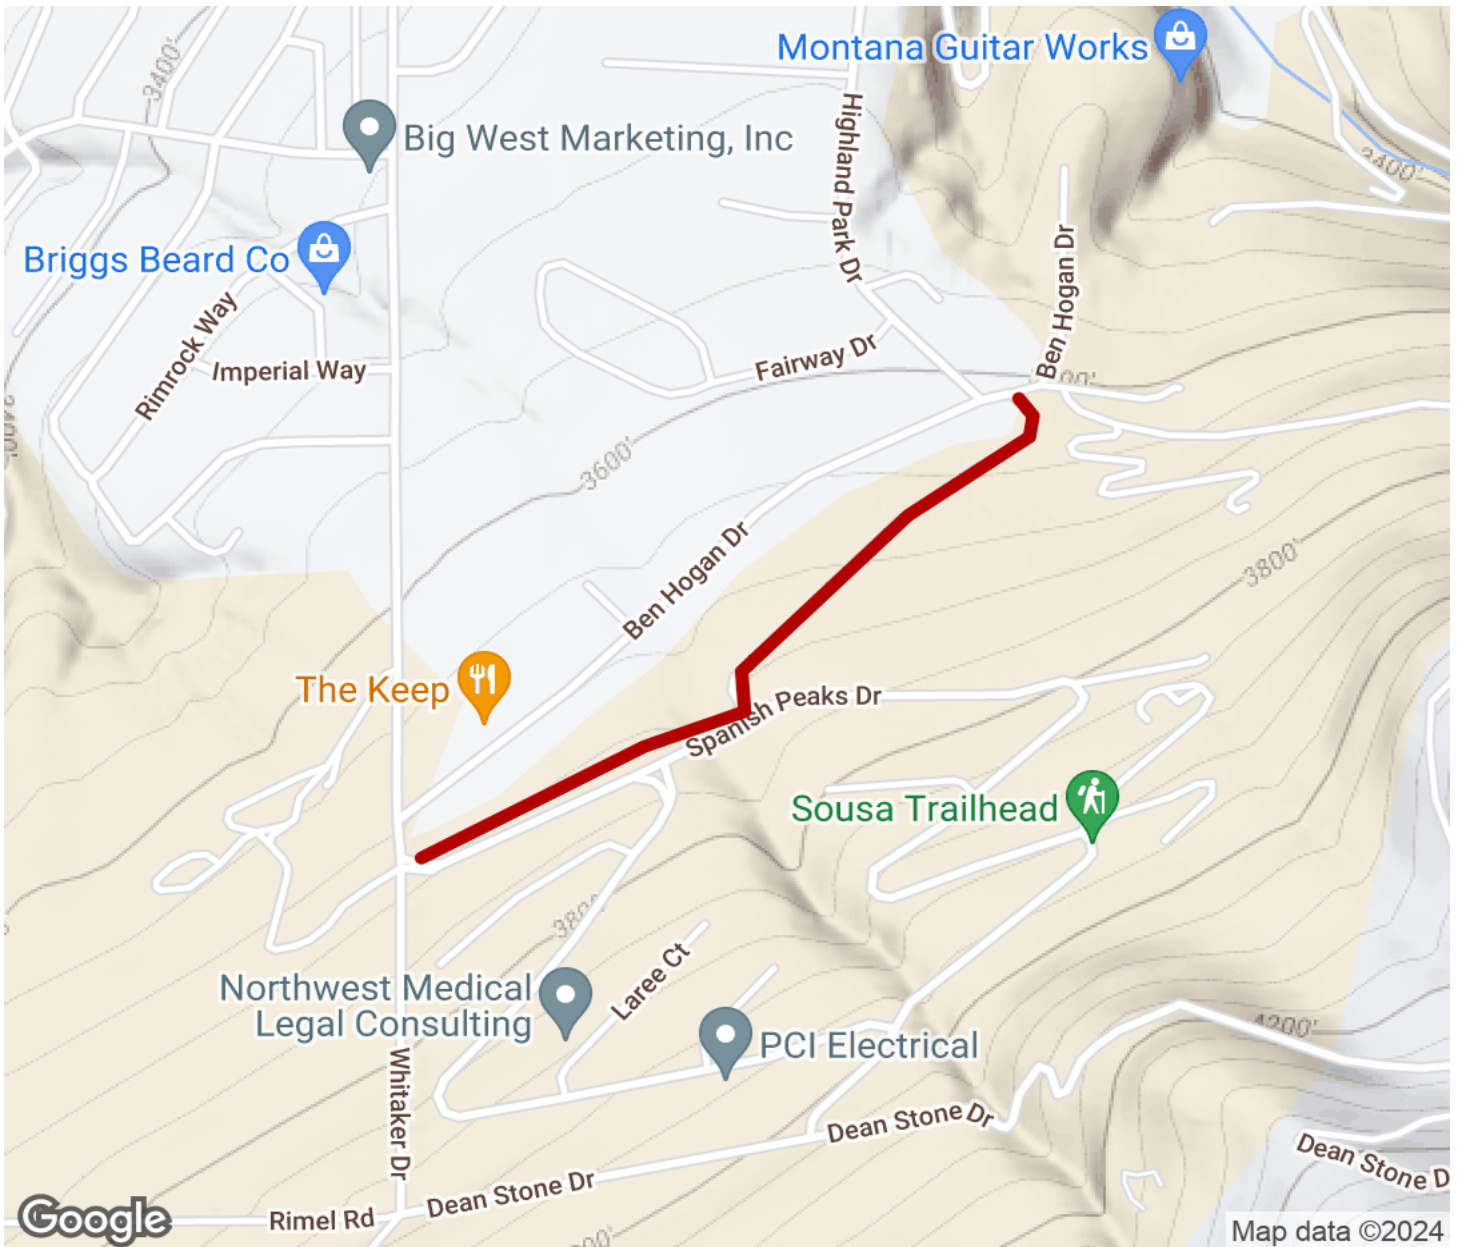 Montana Guitar Works
3400'
Big West Marketing, Inc
Highland Park Dr
3400'
Briggs Beard Co
Ben Hogan Dr
Rimrock Way
Imperial Way
Fairway Dr
3600'
3800'
Ben Hogan Dr
The Keep
Spanish Peaks Dr
Sousa Trailhead
Northwest Medical
Legal Consulting
Laree Ct
PCI Electrical
4200'
Whitaker Dr
Dean Stone Dr
Dean Stone D
Dean Stone Dr
Rimel Rd
Google
Map data ©2024